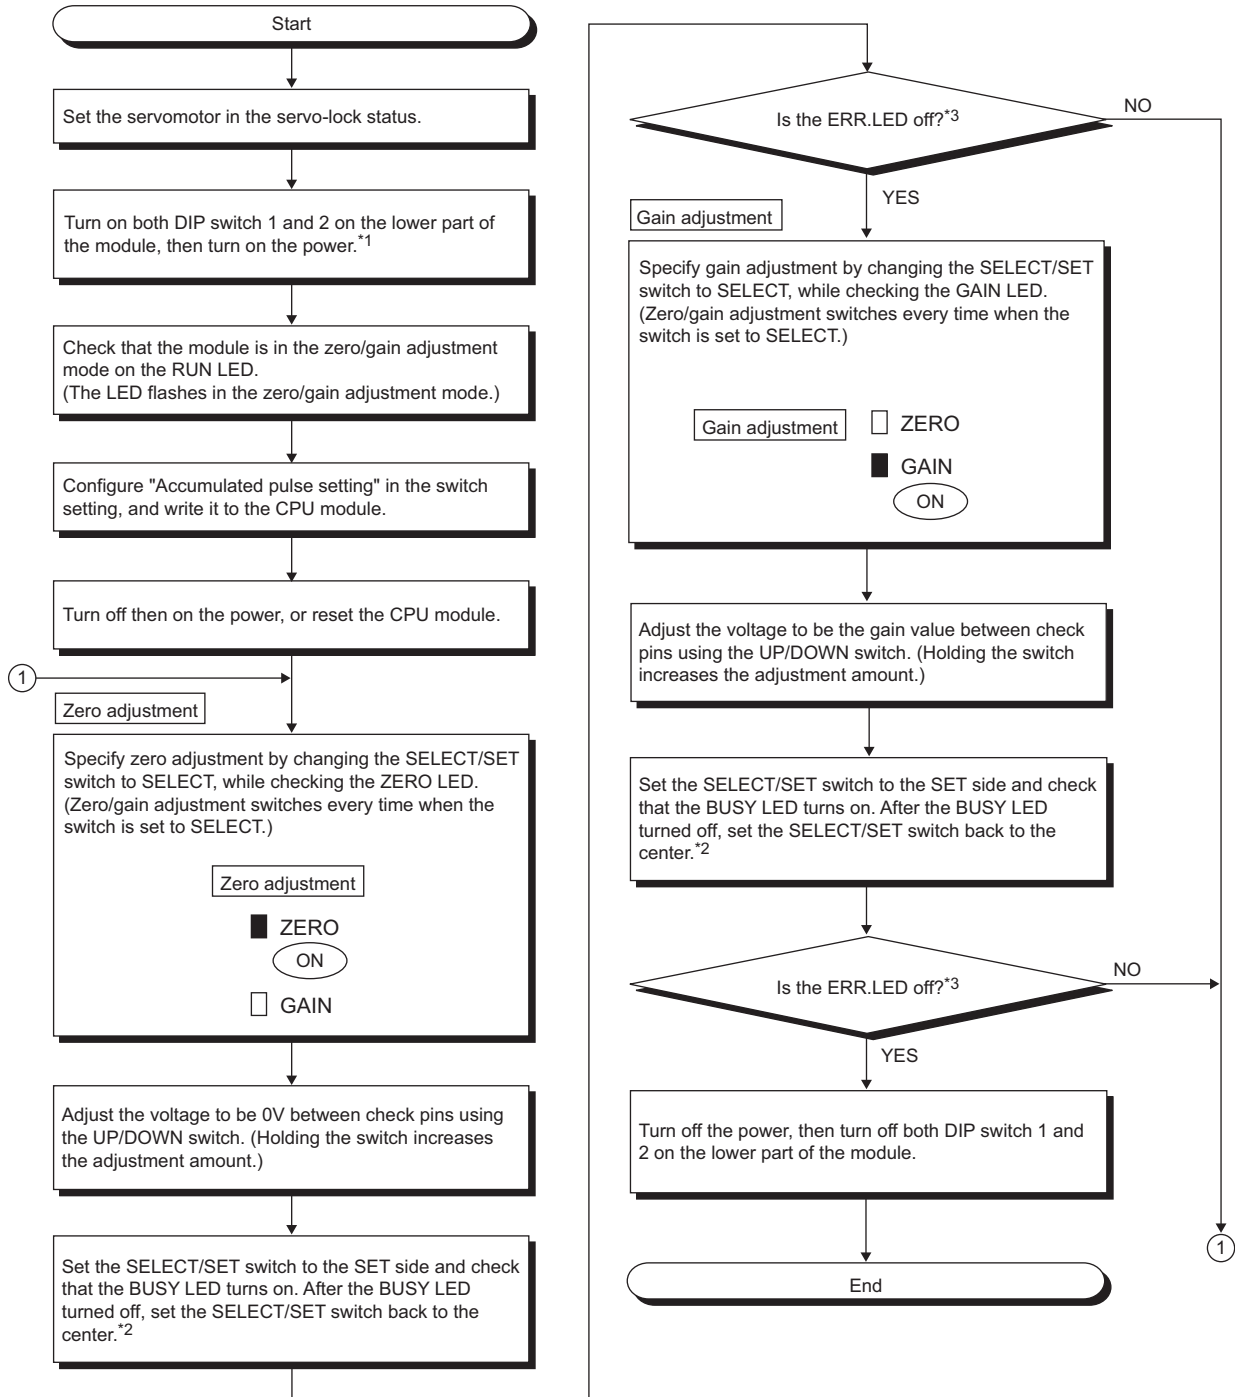 Start
Set the servomotor in the servo-lock status.
Turn on both DIP switch 1 and 2 on the lower part of
the module, then turn on the power.*1
Check that the module is in the zero/gain adjustment
mode on the RUN LED.
(The LED flashes in the zero/gain adjustment mode.)
Configure "Accumulated pulse setting" in the switch
setting, and write it to the CPU module.
Turn off then on the power, or reset the CPU module.
1
Zero adjustment
Specify zero adjustment by changing the SELECT/SET
switch to SELECT, while checking the ZERO LED.
(Zero/gain adjustment switches every time when the
switch is set to SELECT.)
Zero adjustment
ZERO
ON
GAIN
Adjust the voltage to be 0V between check pins using
the UP/DOWN switch. (Holding the switch increases
the adjustment amount.)
Set the SELECT/SET switch to the SET side and check
that the BUSY LED turns on. After the BUSY LED
turned off, set the SELECT/SET switch back to the
center.*2
Is the ERR.LED off?*3
NO
YES
Gain adjustment
Specify gain adjustment by changing the SELECT/SET
switch to SELECT, while checking the GAIN LED.
(Zero/gain adjustment switches every time when the
switch is set to SELECT.)
Gain adjustment
ZERO
GAIN
ON
Adjust the voltage to be the gain value between check
pins using the UP/DOWN switch. (Holding the switch
increases the adjustment amount.)
Set the SELECT/SET switch to the SET side and check
that the BUSY LED turns on. After the BUSY LED
turned off, set the SELECT/SET switch back to the
center.*2
Is the ERR.LED off?*3
NO
YES
Turn off the power, then turn off both DIP switch 1 and
2 on the lower part of the module.
1
End